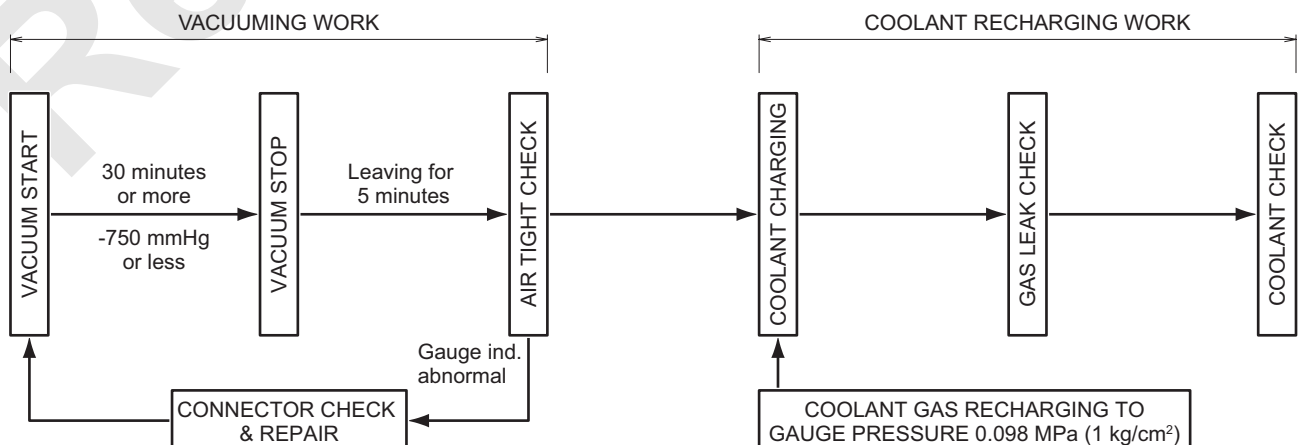 VACUUMING WORK
COOLANT RECHARGING WORK
VACUUM START
30 minutes
or more
-750 mmHg
or less
VACUUM STOP
Leaving for
5 minutes
AIR TIGHT CHECK
COOLANT CHARGING
GAS LEAK CHECK
COOLANT CHECK
Gauge ind.
abnormal
CONNECTOR CHECK
& REPAIR
COOLANT GAS RECHARGING TO
GAUGE PRESSURE 0.098 MPa (1 kg/cm²)